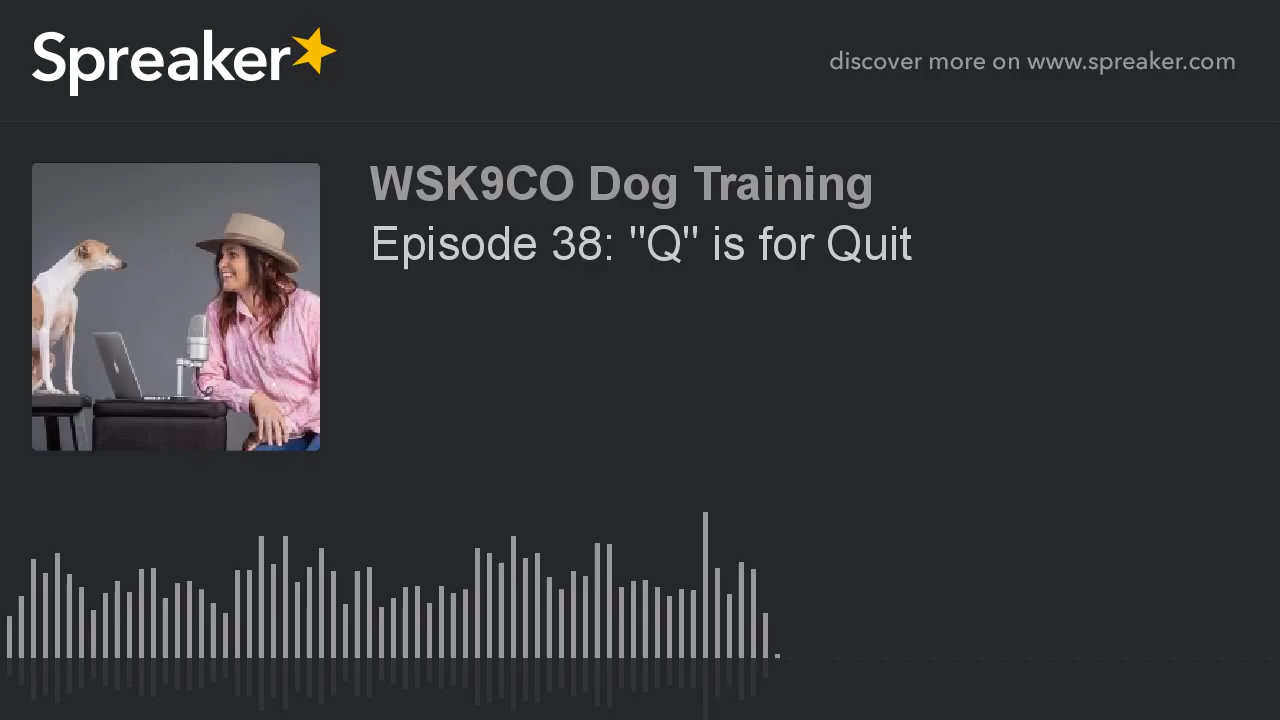 Spreaker
discover more on www.spreaker.com
WSK9CO Dog Training
Episode 38: "Q" is for Quit